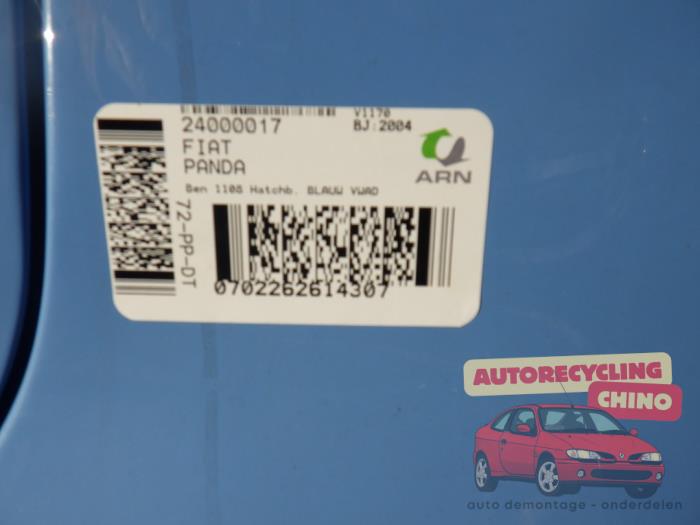 V1170
24000017 BJ:2004
FIAT
PANDA
ARN
Ben 1108 Hatchb. BLAUW VWAD
72-PP-DT
0702262614307
AUTORECYCLING
CHINO
auto demontage - onderdelen